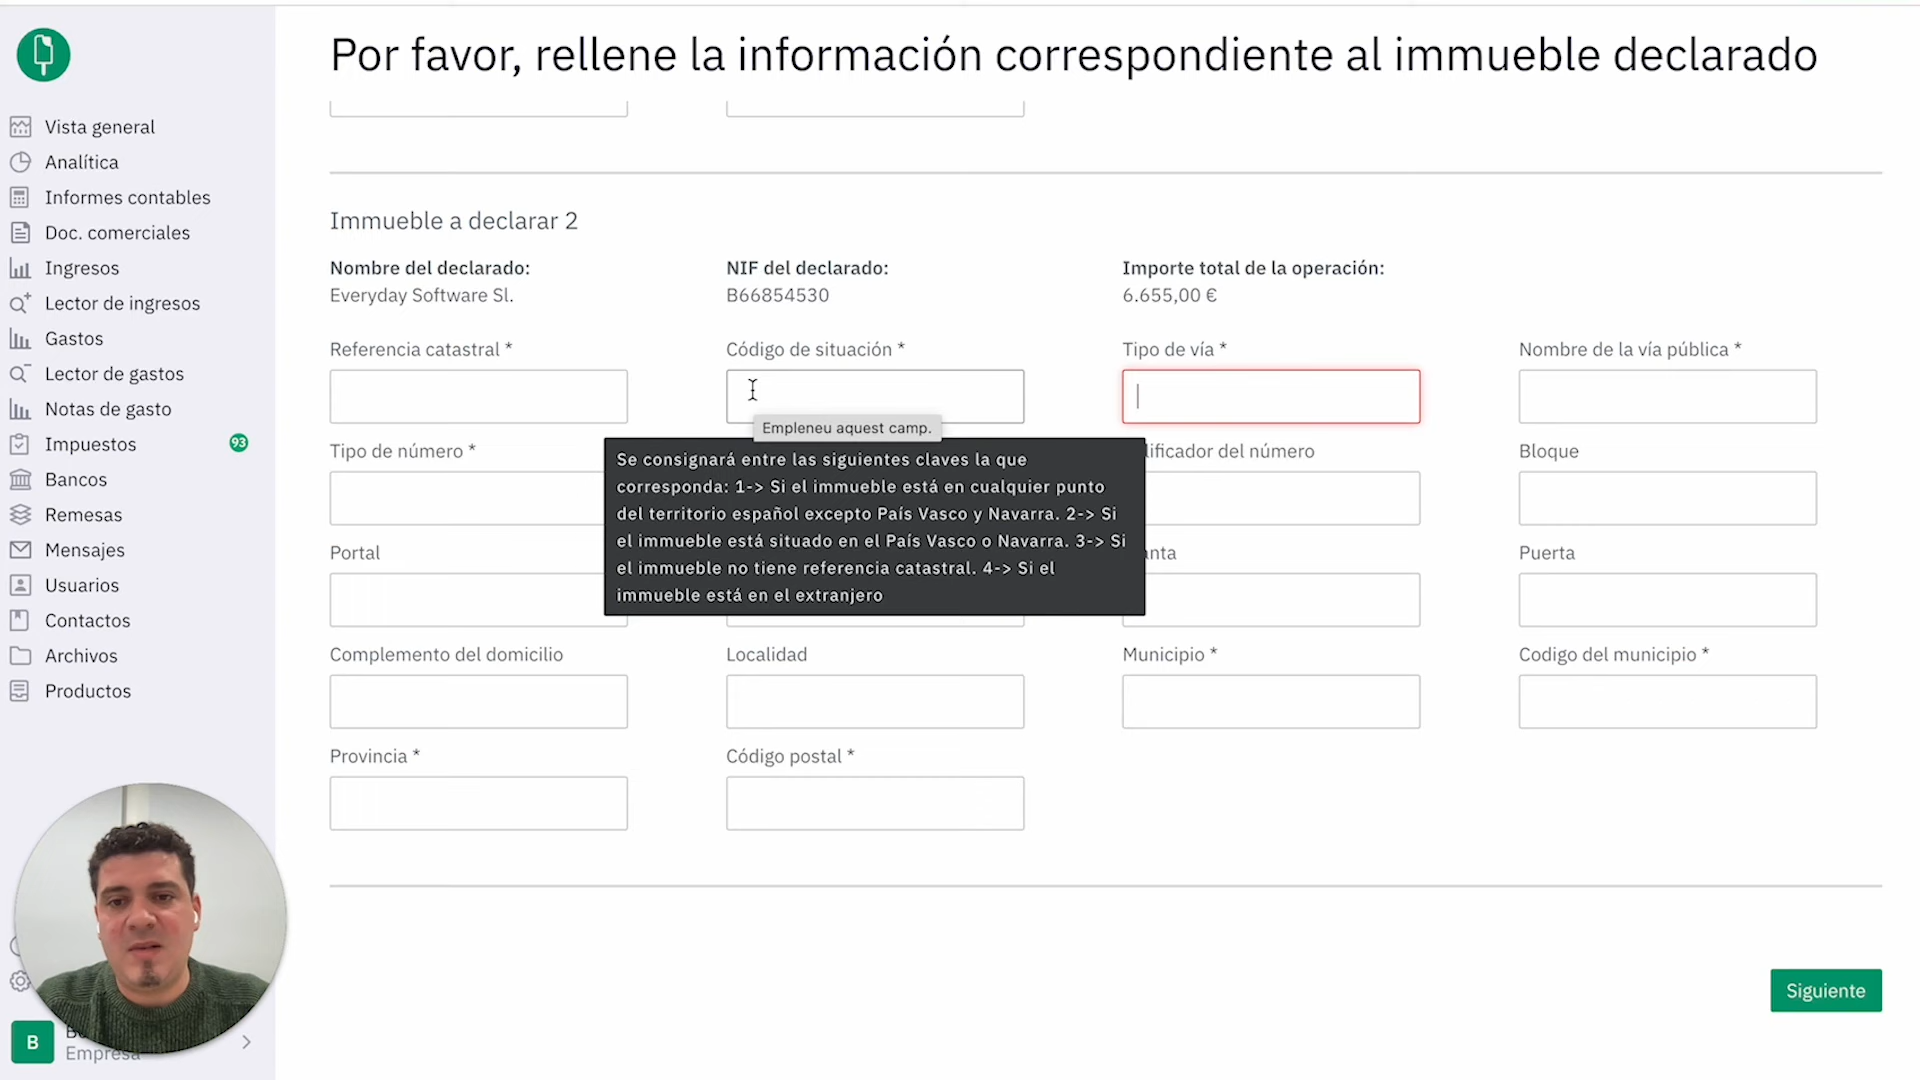 Por favor, rellene la información correspondiente al immueble declarado
Vista general
Analítica
Informes contables
Doc. comerciales
Ingresos
Lector de ingresos
Gastos
Lector de gastos
Notas de gasto
Impuestos 93
Bancos
Remesas
Mensajes
Usuarios
Contactos
Archivos
Productos
B
Empresa
Immueble a declarar 2
Nombre del declarado: NIF del declarado: Importe total de la operación:
Everyday Software Sl. B66854530 6.655,00 €
Referencia catastral * Código de situación * Tipo de vía * Nombre de la vía pública *
Empleneu aquest camp.
Se consignará entre las siguientes claves la que
corresponda: 1-> Si el immueble está en cualquier punto
del territorio español excepto País Vasco y Navarra. 2-> Si
el immueble está situado en el País Vasco o Navarra. 3-> Si
el immueble no tiene referencia catastral. 4-> Si el
immueble está en el extranjero
Tipo de número * lificador del número Bloque
Portal nta Puerta
Complemento del domicilio Localidad Municipio * Codigo del municipio *
Provincia * Código postal *
Siguiente